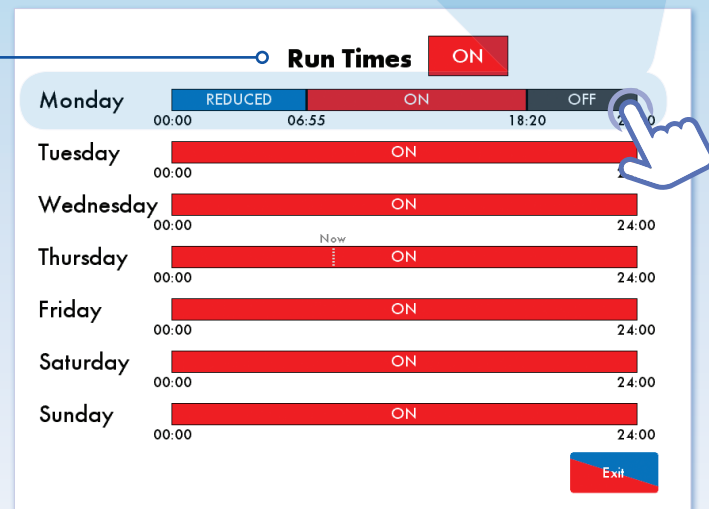 Run Times ON
Monday REDUCED ON OFF
00:00 06:55 18:20
Tuesday ON
00:00
Wednesday ON
00:00 24:00
Now
Thursday ON
00:00 24:00
Friday ON
00:00 24:00
Saturday ON
00:00 24:00
Sunday ON
00:00 24:00
Exit